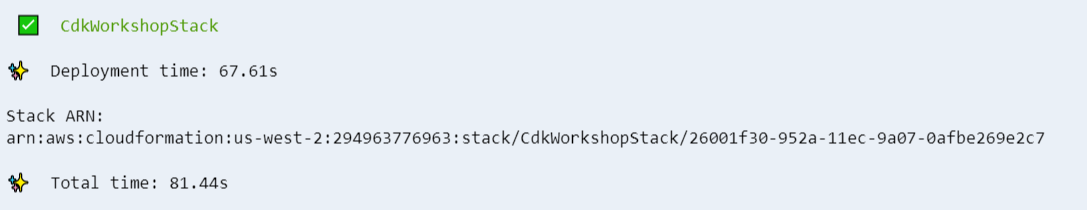 ✅ CdkWorkshopStack
✨ Deployment time: 67.61s
Stack ARN:
arn:aws:cloudformation:us-west-2:294963776963:stack/CdkWorkshopStack/26001f30-952a-11ec-9a07-0afbe269e2c7
✨ Total time: 81.44s